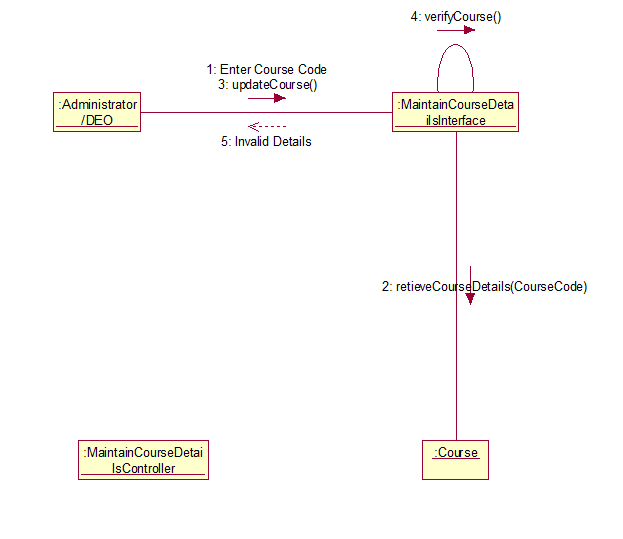 4: verifyCourse()
1: Enter Course Code
3: updateCourse()
:Administrator
/DEO
:MaintainCourseDeta
ilsInterface
5: Invalid Details
2: retieveCourseDetails(CourseCode)
:MaintainCourseDetai
lsController
:Course